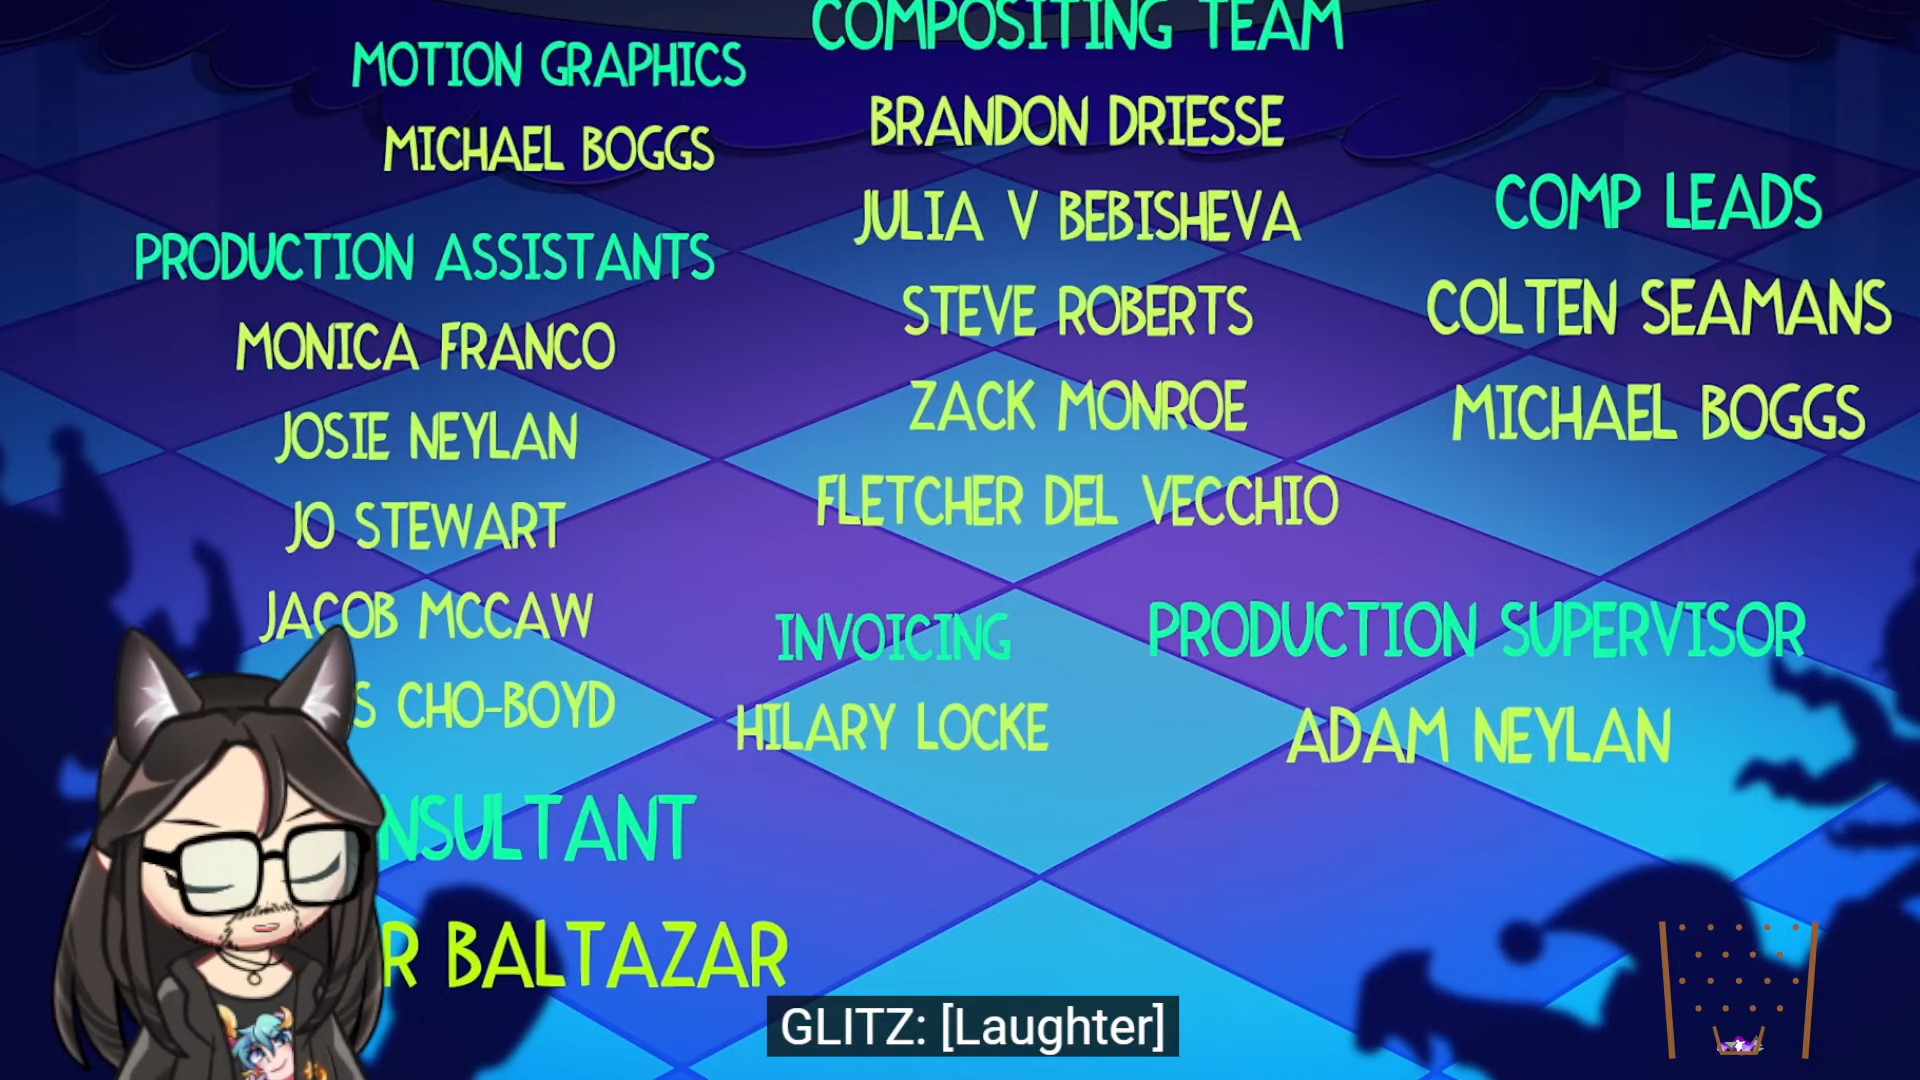 MOTION GRAPHICS
MICHAEL BOGGS
PRODUCTION ASSISTANTS
MONICA FRANCO
JOSIE NEYLAN
JO STEWART
JACOB MCCAW
S CHO-BOYD
NSULTANT
R BALTAZAR
COMPOSITING TEAM
BRANDON DRIESSE
JULIA V BEBISHEVA
STEVE ROBERTS
ZACK MONROE
FLETCHER DEL VECCHIO
INVOICING
HILARY LOCKE
COMP LEADS
COLTEN SEAMANS
MICHAEL BOGGS
PRODUCTION SUPERVISOR
ADAM NEYLAN
GLITZ: [Laughter]